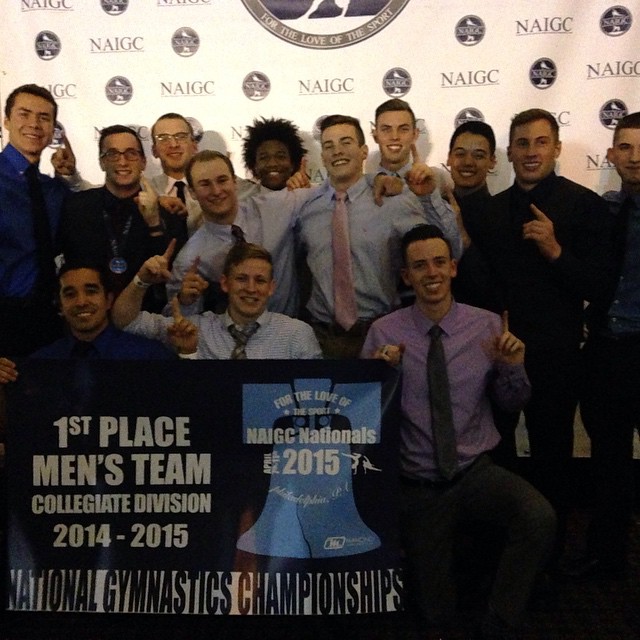 FOR THE LOVE OF THE SPORT
NAIGC
NAIGC
NAIGC
NAIGC
NAIGC
NAIGC
NAIGC
1ST PLACE
MEN'S TEAM
COLLEGIATE DIVISION
2014 - 2015
FOR THE LOVE OF
THE SPORT
NAIGC Nationals
2015
NATIONAL GYMNASTICS CHAMPIONSHIPS